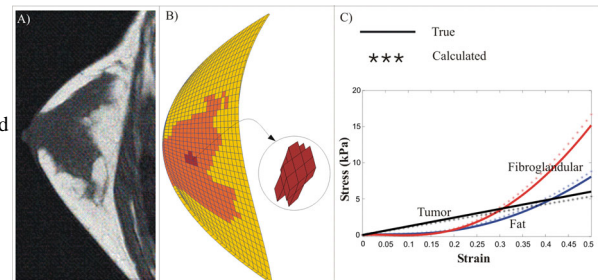 A)
B)
C)
True
*** Calculated
d
20
15
Stress (kPa)
10
5
0
Fibroglandular
Tumor
Fat
0 0.05 0.1 0.15 0.2 0.25 0.3 0.35 0.4 0.45 0.5
Strain